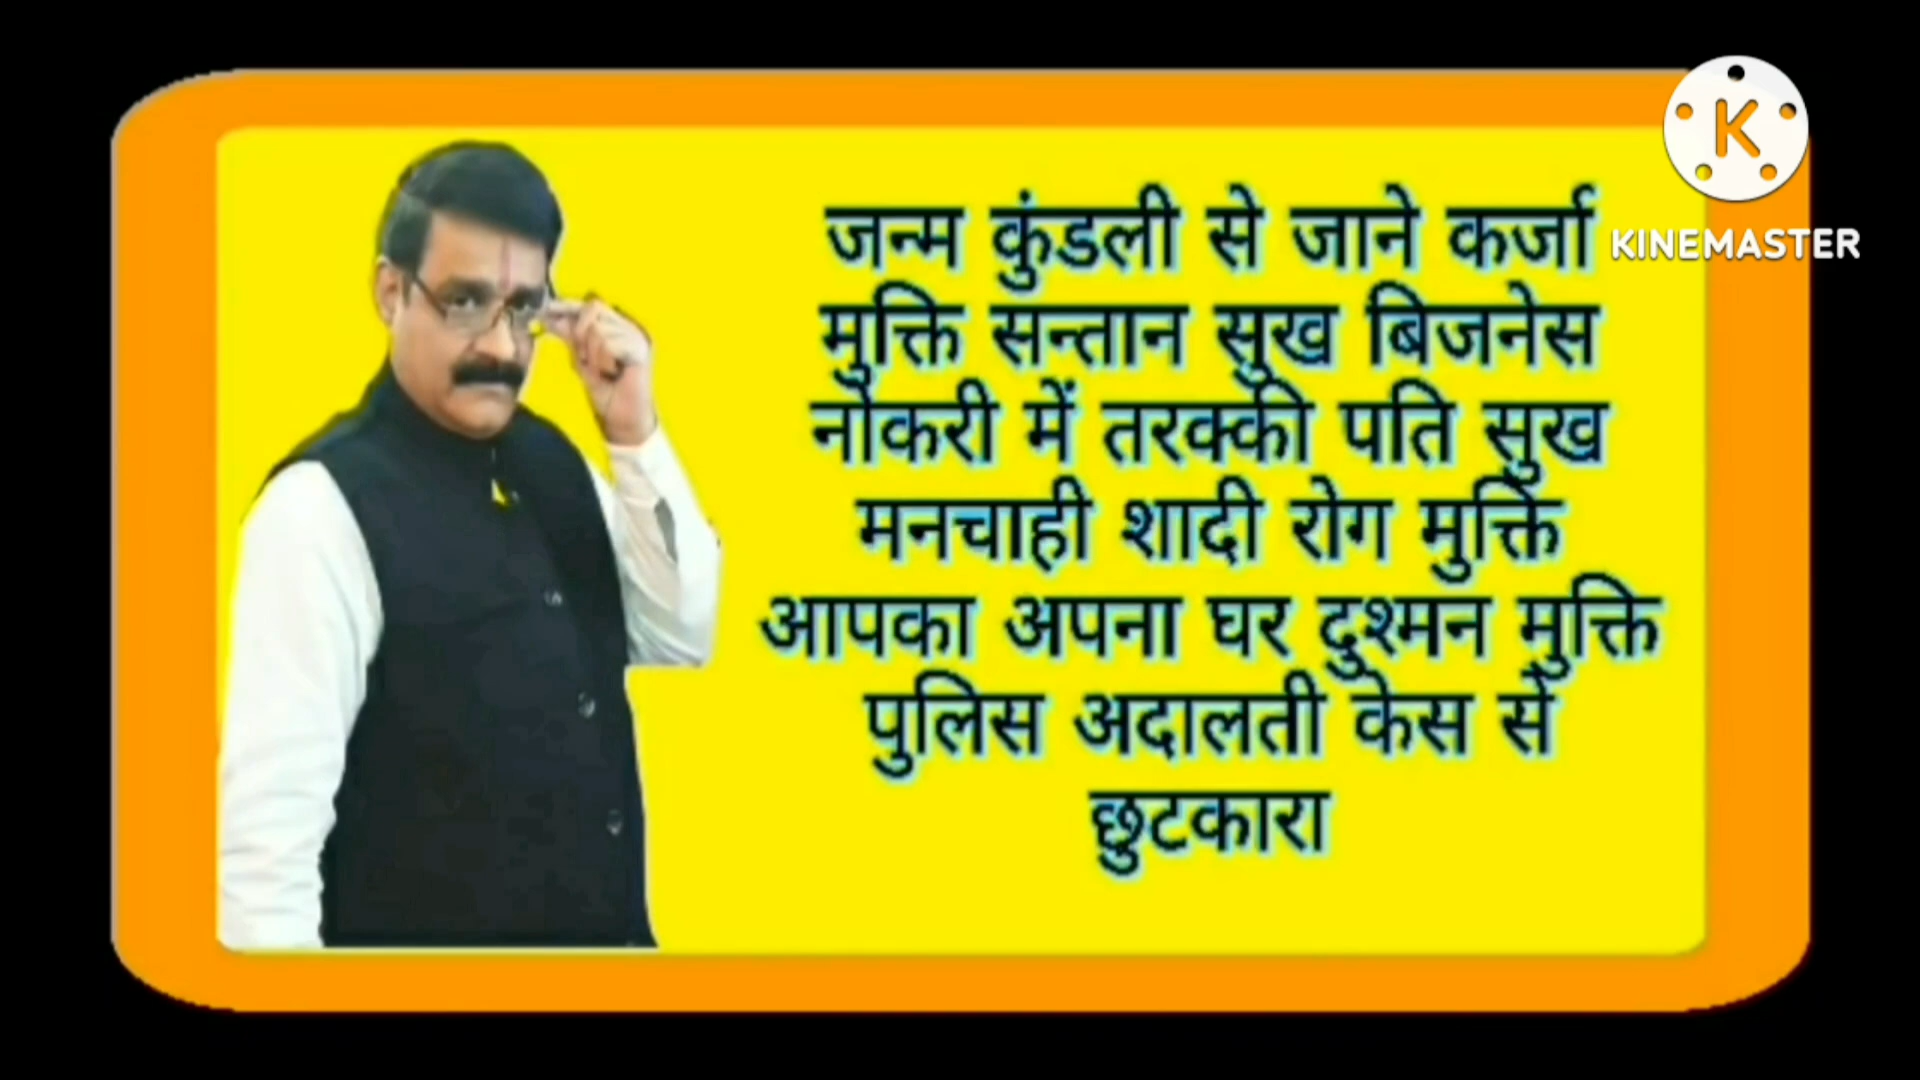 K
KINEMASTER
जन्म कुंडली से जाने कर्जा
मुक्ति सन्तान सुख बिजनेस
नोकरी में तरक्की पति सुख
मनचाही शादी रोग मुक्ति
आपका अपना घर दुश्मन मुक्ति
पुलिस अदालती केस से
छुटकारा